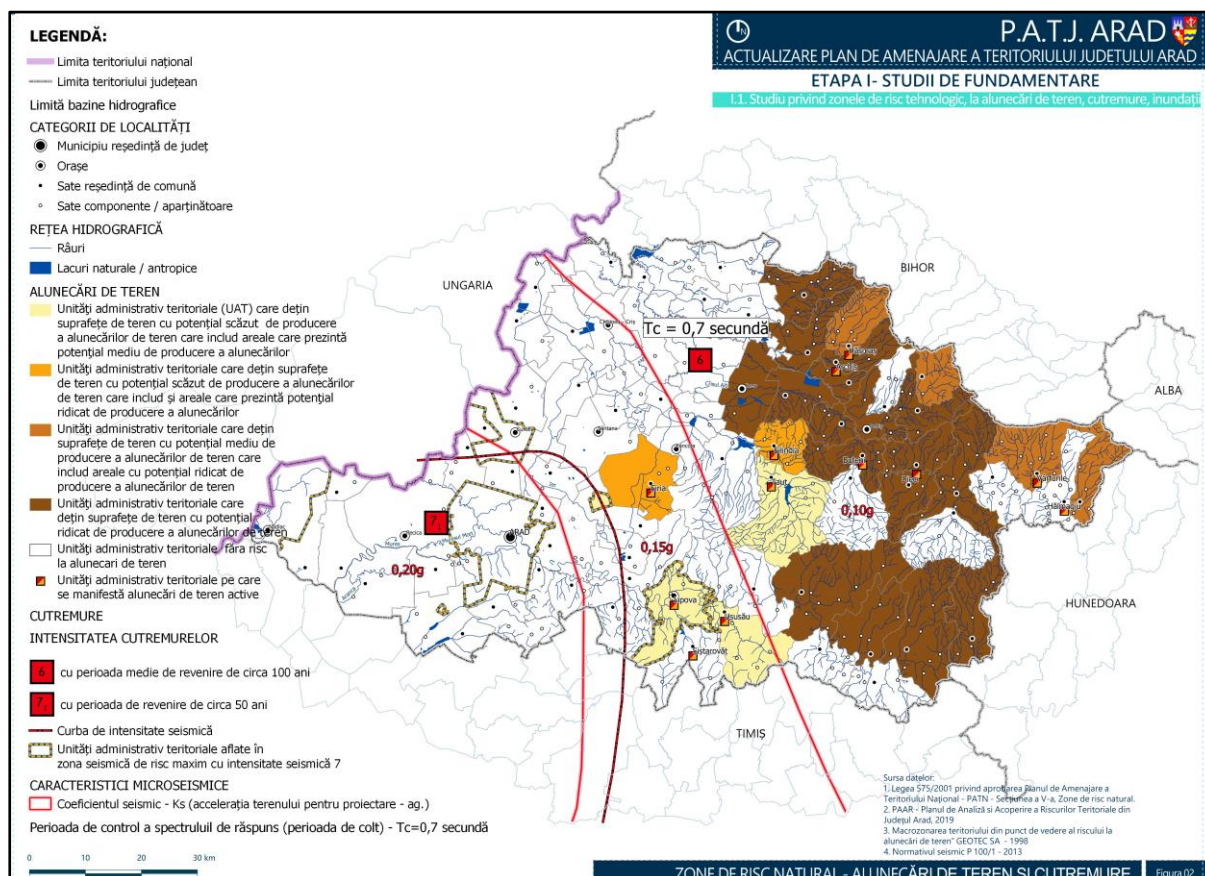 LEGENDĂ:
Limita teritoriului național
Limita teritoriului județean
Limită bazine hidrografice
CATEGORII DE LOCALITĂȚI
Municipiu reședință de județ
Orașe
Sate reședință de comună
Sate componente / aparținătoare
REȚEA HIDROGRAFICĂ
Râuri
Lacuri naturale / antropice
ALUNECĂRI DE TEREN
Unități administrativ teritoriale (UAT) care dețin
suprafețe de teren cu potențial scăzut de producere
a alunecărilor de teren care includ areale care prezintă
potențial mediu de producere a alunecărilor
Unități administrativ teritoriale care dețin suprafețe
de teren cu potențial scăzut de producere a alunecărilor
de teren care includ și areale care prezintă potențial
ridicat de producere a alunecărilor
Unități administrativ teritoriale care dețin
suprafețe de teren cu potențial mediu de
producere a alunecărilor de teren care
includ areale cu potențial ridicat de
producere a alunecărilor de teren
Unități administrativ teritoriale care
dețin suprafețe de teren cu potențial
ridicat de producere a alunecărilor de teren
Unități administrativ teritoriale fără risc
la alunecari de teren
Unități administrativ teritoriale pe care
se manifestă alunecări de teren active
CUTREMURE
INTENSITATEA CUTREMURELOR
6 cu perioada medie de revenire de circa 100 ani
7 cu perioada de revenire de circa 50 ani
Curba de intensitate seismică
Unități administrativ teritoriale aflate în
zona seismică de risc maxim cu intensitate seismică 7
CARACTERISTICI MICROSEISMICE
Coeficientul seismic - Ks (accelerația terenului pentru proiectare - ag.)
Perioada de control a spectrului de răspuns (perioada de colt) - Tc=0,7 secundă
0 10 20 30 km
P.A.T.J. ARAD
ACTUALIZARE PLAN DE AMENAJARE A TERITORIULUI JUDETULUI ARAD
ETAPA I- STUDII DE FUNDAMENTARE
I.1. Studiu privind zonele de risc tehnologic, la alunecări de teren, cutremure, inundații
UNGARIA
BIHOR
ALBA
HUNEDOARA
TIMIȘ
Tc = 0,7 secundă
6
7
0,20g
0,15g
0,10g
ARAD
Șiria
Târnova
Taut
Lipova
Ususău
Șiștarovăț
Dieci
Hălmagiu
Mureș
Sursa datelor:
1. Legea 575/2001 privind aprobarea Planul de Amenajare a
Teritoriului Național - PATN - Secțiunea a V-a, Zone de risc natural.
2. PAAR - Planul de Analiză si Acoperire a Riscurilor Teritoriale din
Județul Arad, 2019
3. Macrozonarea teritoriului din punct de vedere al riscului la
alunecări de teren" GEOTEC SA - 1998
4. Normativul seismic P 100/1 - 2013
ZONE DE RISC NATURAL - ALUNECĂRI DE TEREN ȘI CUTREMURE
Figura 02